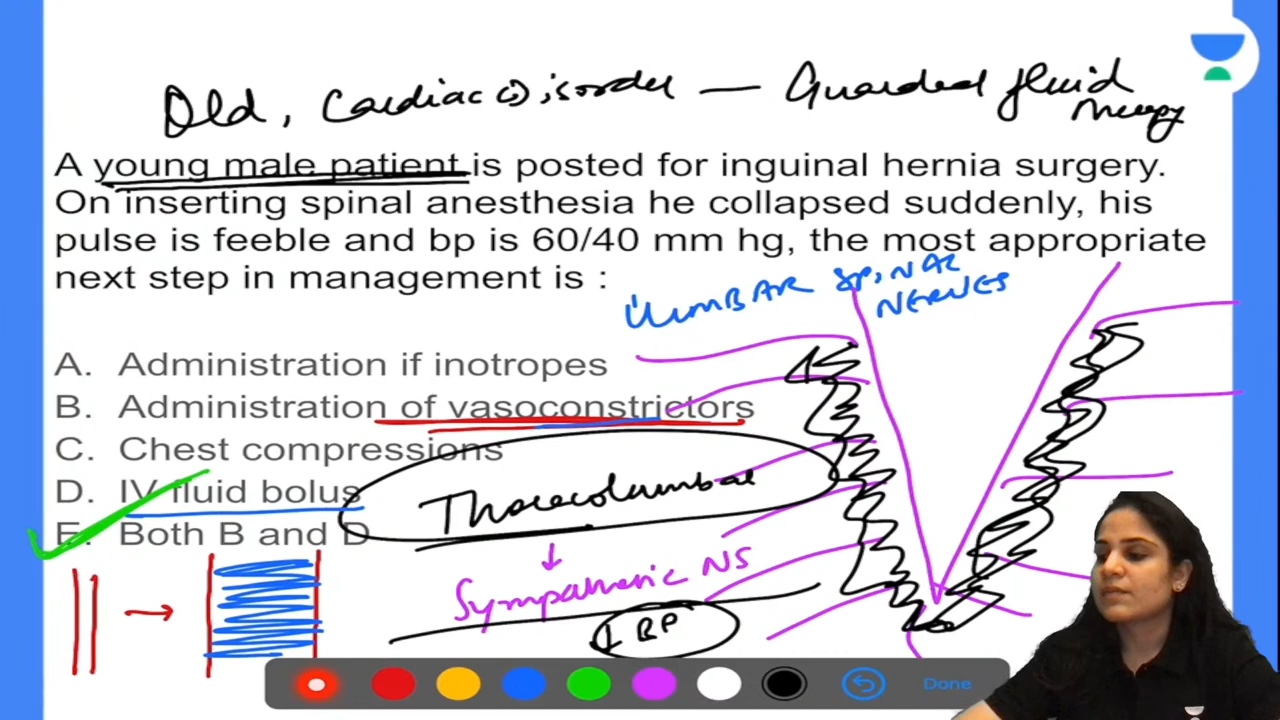 Old, Cardiac disorder — Guarded fluid
therapy
A young male patient is posted for inguinal hernia surgery.
On inserting spinal anesthesia he collapsed suddenly, his
pulse is feeble and bp is 60/40 mm hg, the most appropriate
next step in management is :
LUMBAR SPINAL
NERVES
A. Administration if inotropes
B. Administration of vasoconstrictors
C. Chest compressions
D. IV fluid bolus
E. Both B and D
Thoracolumbar
↓
Sympathetic NS
↓ BP
Done